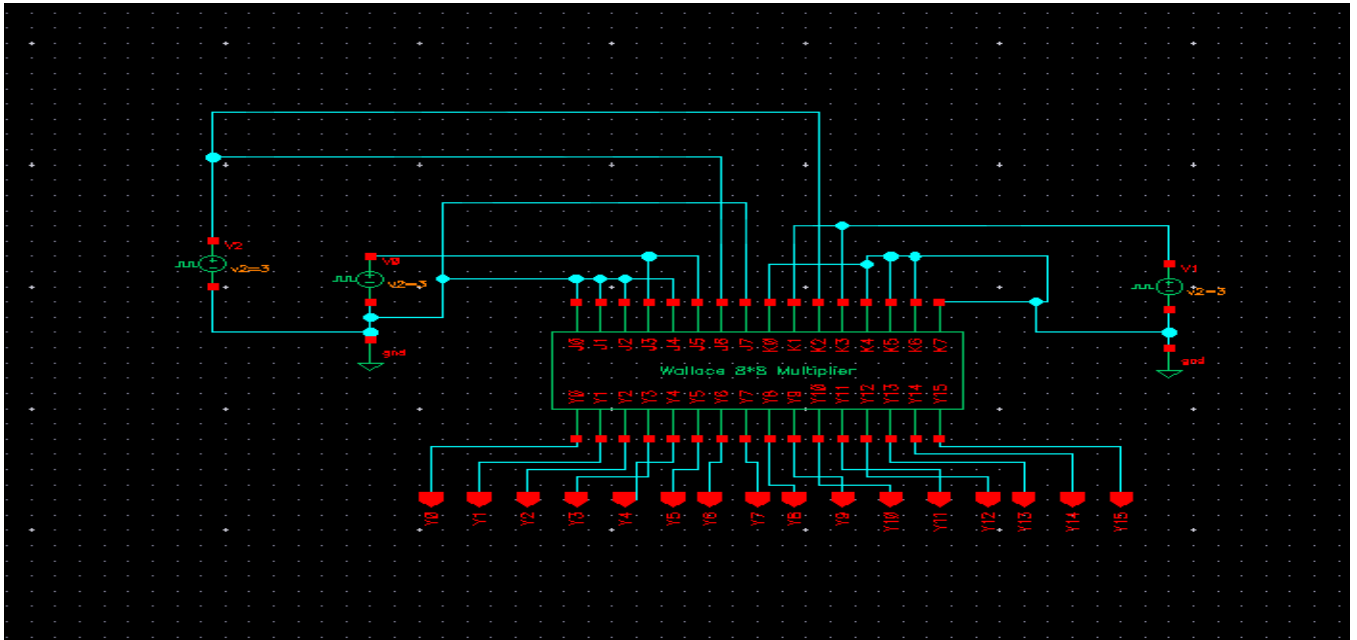 V2
v2=3
V0
v2=3
V1
v2=3
gnd
gnd
J0 J1 J2 J3 J4 J5 J6 J7 K0 K1 K2 K3 K4 K5 K6 K7
Wallace 8*8 Multiplier
Y0 Y1 Y2 Y3 Y4 Y5 Y6 Y7 Y8 Y9 Y10 Y11 Y12 Y13 Y14 Y15
Y0 Y1 Y2 Y3 Y4 Y5 Y6 Y7 Y8 Y9 Y10 Y11 Y12 Y13 Y14 Y15